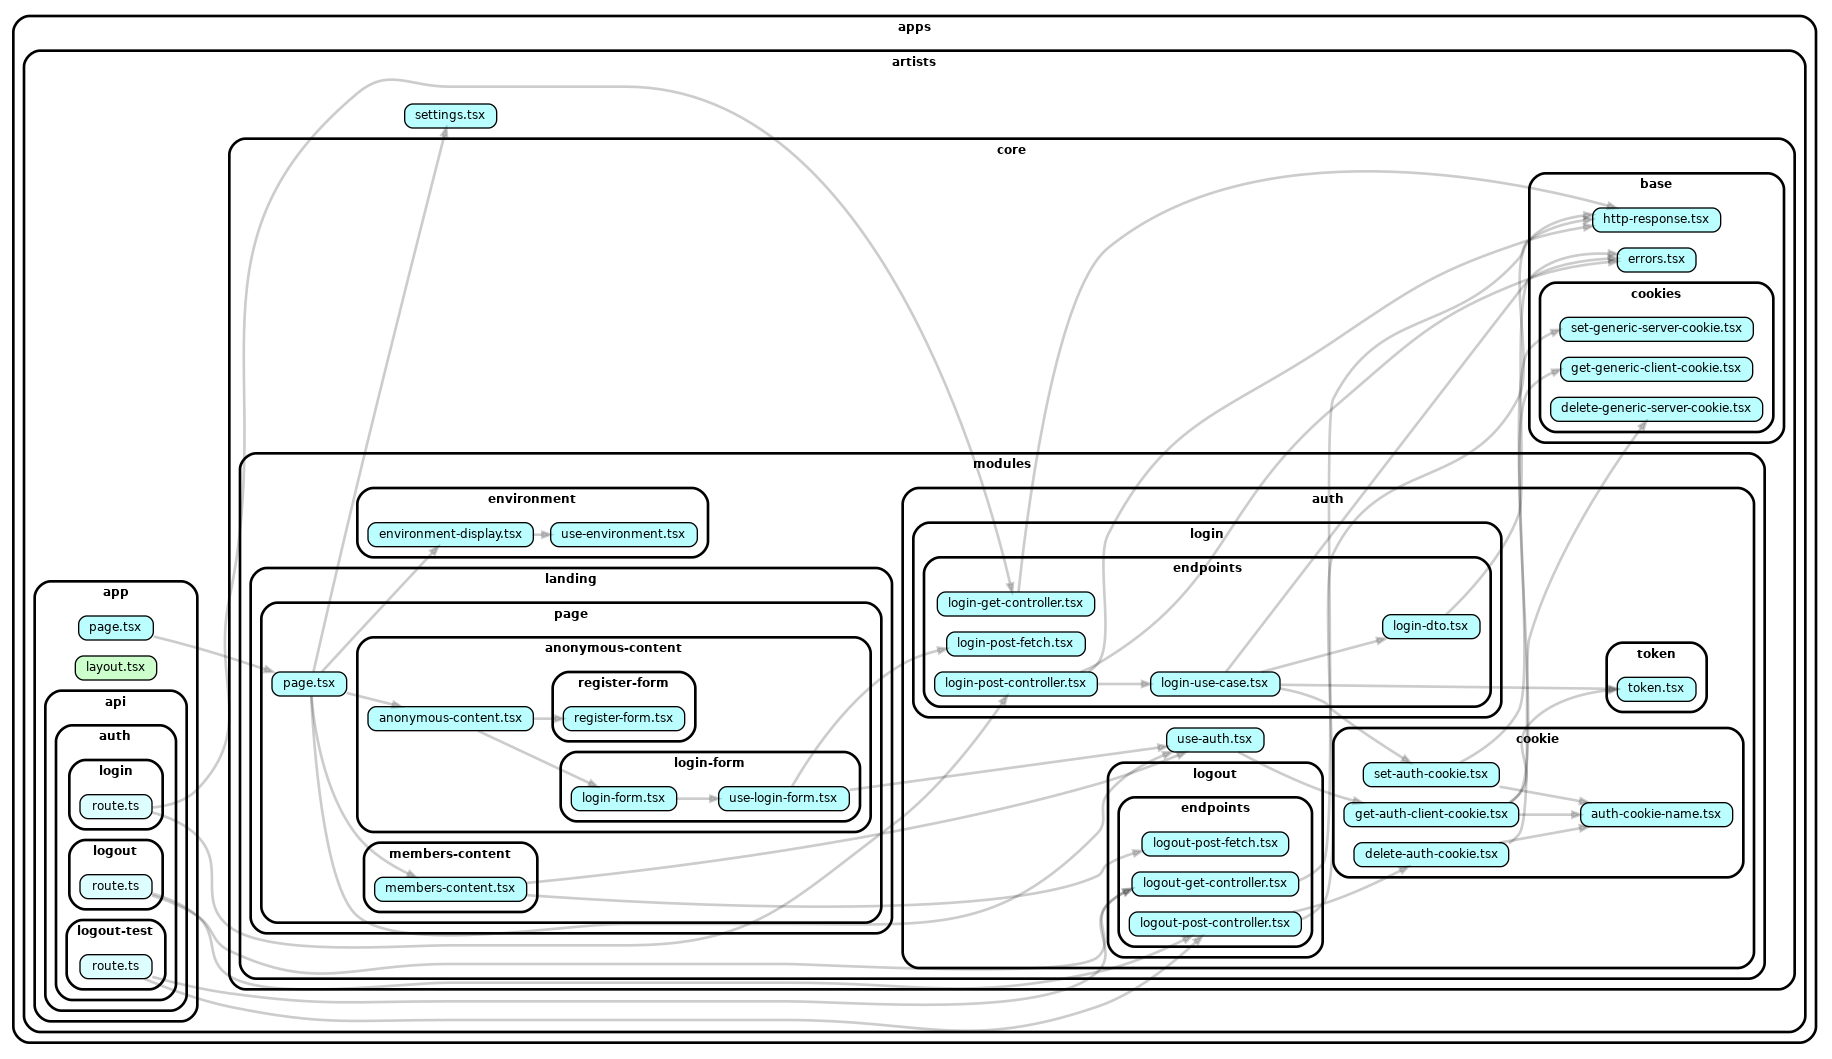 apps
artists
settings.tsx
core
base
http-response.tsx
errors.tsx
cookies
set-generic-server-cookie.tsx
get-generic-client-cookie.tsx
delete-generic-server-cookie.tsx
modules
environment
environment-display.tsx
use-environment.tsx
landing
page
page.tsx
anonymous-content
anonymous-content.tsx
register-form
register-form.tsx
login-form
login-form.tsx
use-login-form.tsx
members-content
members-content.tsx
auth
login
endpoints
login-get-controller.tsx
login-post-fetch.tsx
login-post-controller.tsx
login-use-case.tsx
login-dto.tsx
token
token.tsx
use-auth.tsx
logout
endpoints
logout-post-fetch.tsx
logout-get-controller.tsx
logout-post-controller.tsx
cookie
set-auth-cookie.tsx
get-auth-client-cookie.tsx
auth-cookie-name.tsx
delete-auth-cookie.tsx
app
page.tsx
layout.tsx
api
auth
login
route.ts
logout
route.ts
logout-test
route.ts